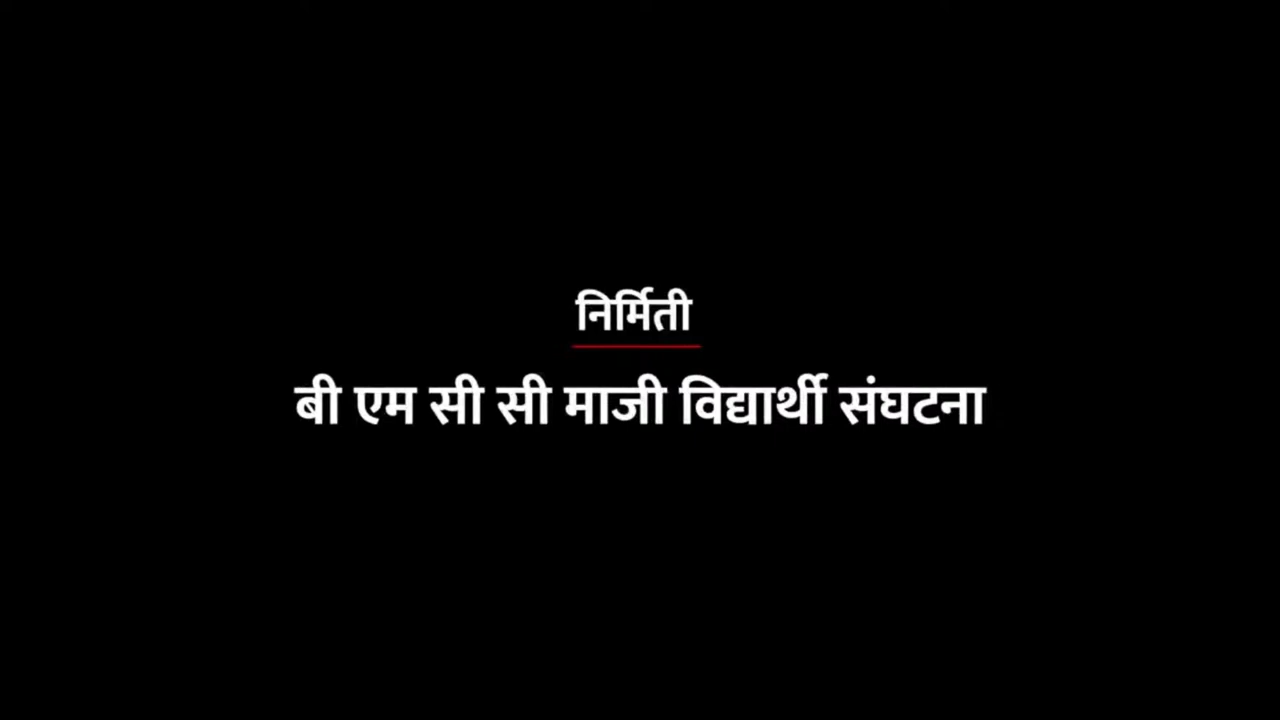 निर्मिती
बी एम सी सी माजी विद्यार्थी संघटना